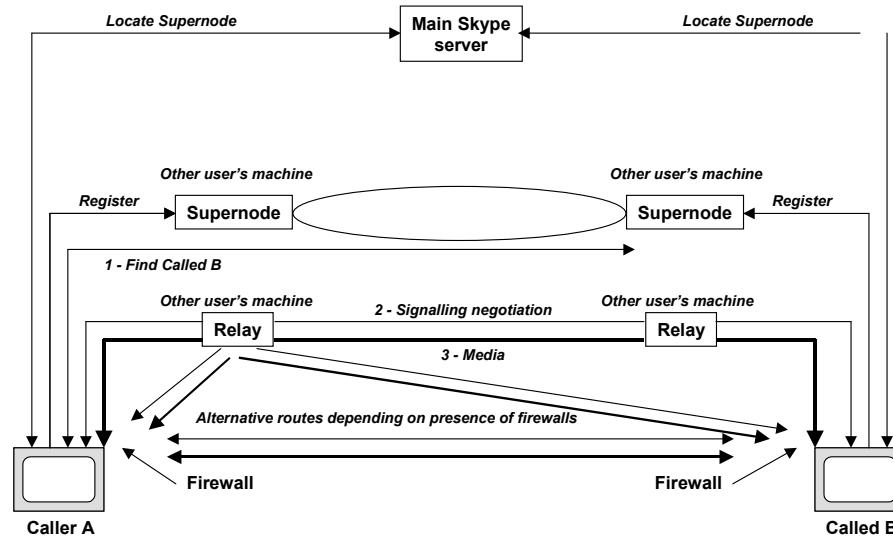 Locate Supernode
Main Skype
server
Locate Supernode
Other user's machine
Other user's machine
Register
Supernode
Supernode
Register
1 - Find Called B
Other user's machine
2 - Signalling negotiation
Other user's machine
Relay
Relay
3 - Media
Alternative routes depending on presence of firewalls
Firewall
Firewall
Caller A
Called B